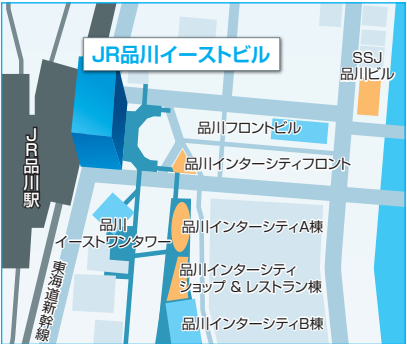 JR品川イーストビル
SSJ
品川ビル
品川フロントビル
JR品川駅
品川インターシティフロント
品川
イーストワンタワー
品川インターシティA棟
東海道新幹線
品川インターシティ
ショップ & レストラン棟
品川インターシティB棟